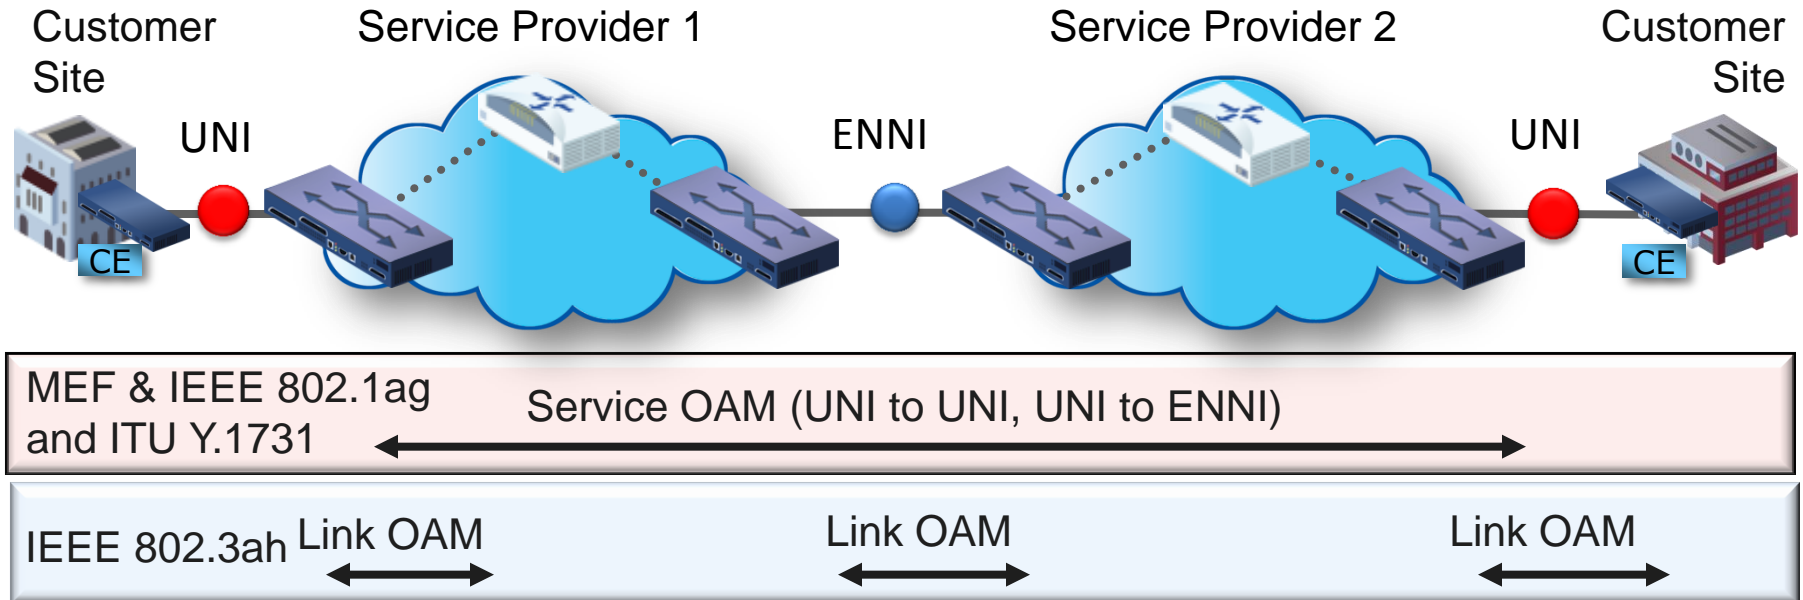 Customer
Site
Service Provider 1
Service Provider 2
Customer
Site
UNI
ENNI
UNI
CE
CE
MEF & IEEE 802.1ag
and ITU Y.1731
Service OAM (UNI to UNI, UNI to ENNI)
IEEE 802.3ah
Link OAM
Link OAM
Link OAM